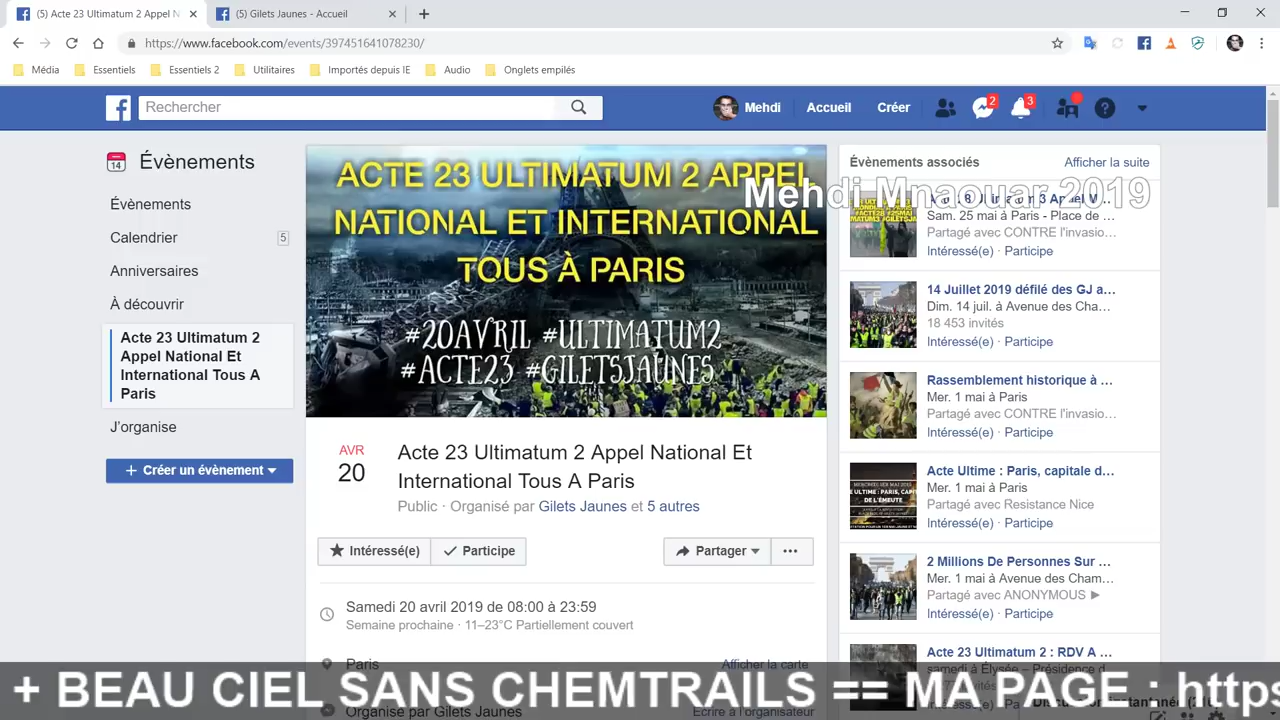 (5) Acte 23 Ultimatum 2 Appel N
(5) Gilets Jaunes - Accueil
https://www.facebook.com/events/397451641078230/
Média
Essentiels
Essentiels 2
Utilitaires
Importés depuis IE
Audio
Onglets empilés
Rechercher
Mehdi
Accueil
Créer
2
3
14
Évènements
Évènements
Calendrier
5
Anniversaires
À découvrir
Acte 23 Ultimatum 2
Appel National Et
International Tous A
Paris
J'organise
+ Créer un évènement
ACTE 23 ULTIMATUM 2 APPEL
NATIONAL ET INTERNATIONAL
TOUS À PARIS
#20AVRIL #ULTIMATUM2
#ACTE23 #GILETSJAUNES
AVR
20
Acte 23 Ultimatum 2 Appel National Et
International Tous A Paris
Public · Organisé par Gilets Jaunes et 5 autres
Intéressé(e)
Participe
Partager
Samedi 20 avril 2019 de 08:00 à 23:59
Semaine prochaine · 11–23°C Partiellement couvert
Paris
Afficher la carte
Organisé par Gilets Jaunes
Écrire à l'organisateur
Évènements associés
Afficher la suite
Mehdi Mnaouar 2019
Sam. 25 mai à Paris - Place de ...
Partagé avec CONTRE l'invasio...
Intéressé(e) · Participe
14 Juillet 2019 défilé des GJ a...
Dim. 14 juil. à Avenue des Cha...
18 453 invités
Intéressé(e) · Participe
Rassemblement historique à ...
Mer. 1 mai à Paris
Partagé avec CONTRE l'invasio...
Intéressé(e) · Participe
Acte Ultime : Paris, capitale d...
Mer. 1 mai à Paris
Partagé avec Resistance Nice
Intéressé(e) · Participe
2 Millions De Personnes Sur ...
Mer. 1 mai à Avenue des Cham...
Partagé avec ANONYMOUS ►
Intéressé(e) · Participe
Acte 23 Ultimatum 2 : RDV A ...
samedi à Élysée – Présidence d...
+ BEAU CIEL SANS CHEMTRAILS == MA PAGE : https